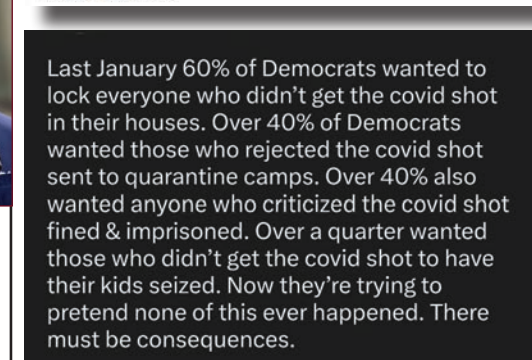 Last January 60% of Democrats wanted to
lock everyone who didn't get the covid shot
in their houses. Over 40% of Democrats
wanted those who rejected the covid shot
sent to quarantine camps. Over 40% also
wanted anyone who criticized the covid shot
fined & imprisoned. Over a quarter wanted
those who didn't get the covid shot to have
their kids seized. Now they're trying to
pretend none of this ever happened. There
must be consequences.